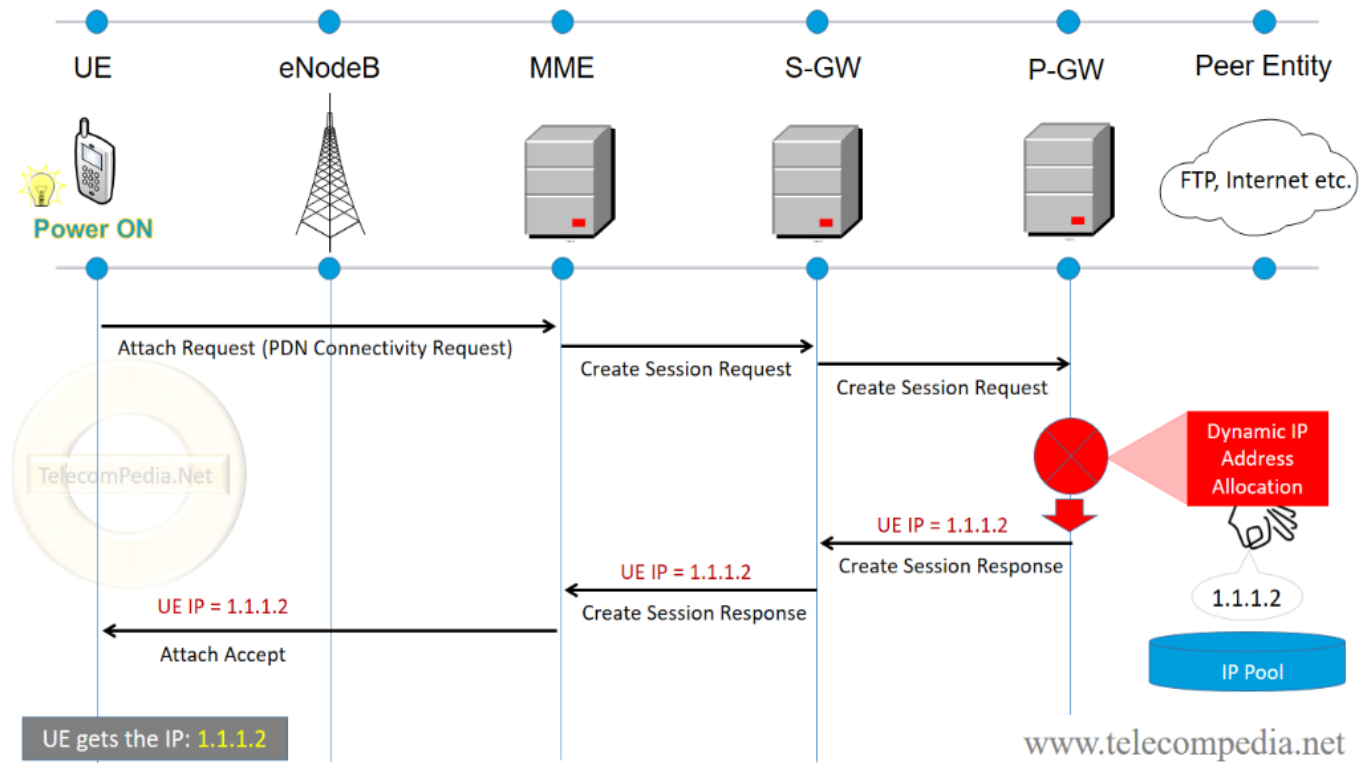 UE
eNodeB
MME
S-GW
P-GW
Peer Entity
FTP, Internet etc.
Power ON
Attach Request (PDN Connectivity Request)
Create Session Request
Create Session Request
Dynamic IP
Address
Allocation
TelecomPedia.Net
UE IP = 1.1.1.2
Create Session Response
UE IP = 1.1.1.2
Create Session Response
1.1.1.2
UE IP = 1.1.1.2
Attach Accept
IP Pool
UE gets the IP: 1.1.1.2
www.telecompedia.net